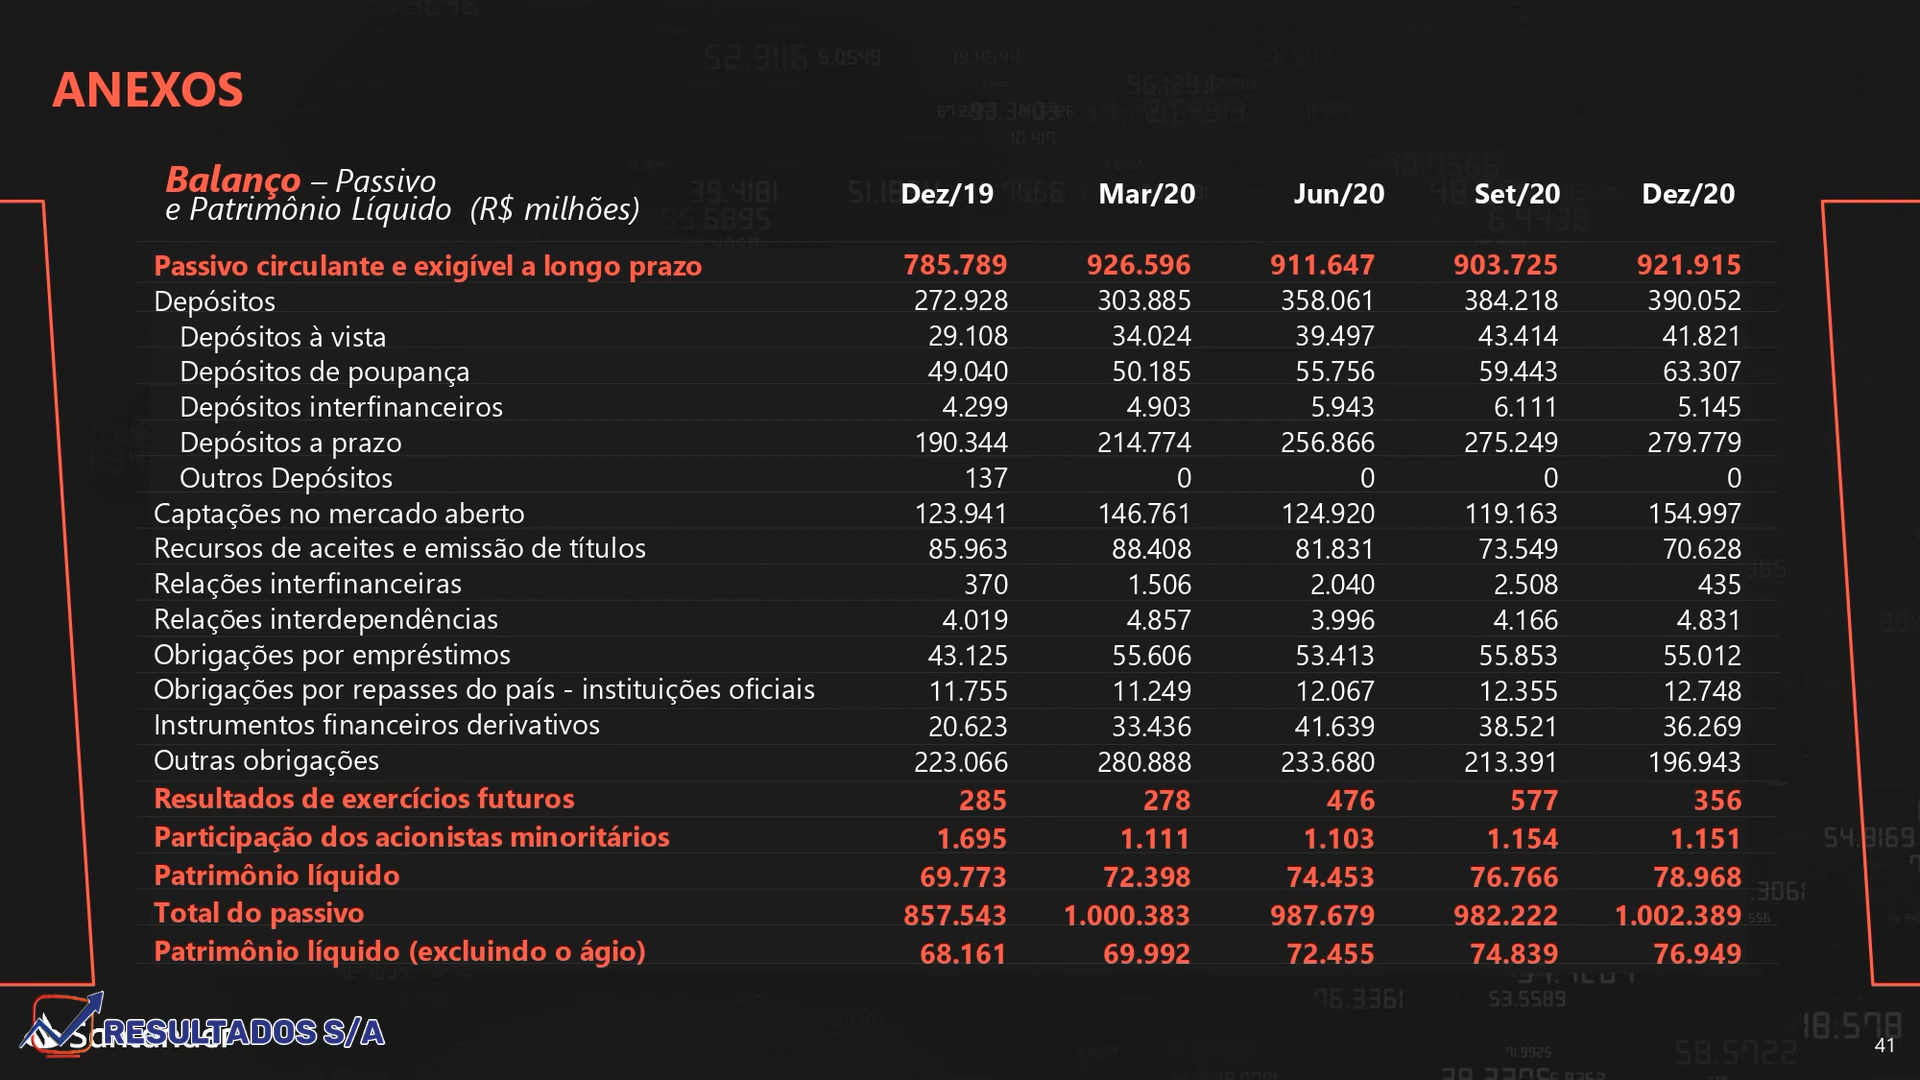 ANEXOS
Balanço – Passivo
e Patrimônio Líquido (R$ milhões)
Dez/19 Mar/20 Jun/20 Set/20 Dez/20
Passivo circulante e exigível a longo prazo 785.789 926.596 911.647 903.725 921.915
Depósitos 272.928 303.885 358.061 384.218 390.052
Depósitos à vista 29.108 34.024 39.497 43.414 41.821
Depósitos de poupança 49.040 50.185 55.756 59.443 63.307
Depósitos interfinanceiros 4.299 4.903 5.943 6.111 5.145
Depósitos a prazo 190.344 214.774 256.866 275.249 279.779
Outros Depósitos 137 0 0 0 0
Captações no mercado aberto 123.941 146.761 124.920 119.163 154.997
Recursos de aceites e emissão de títulos 85.963 88.408 81.831 73.549 70.628
Relações interfinanceiras 370 1.506 2.040 2.508 435
Relações interdependências 4.019 4.857 3.996 4.166 4.831
Obrigações por empréstimos 43.125 55.606 53.413 55.853 55.012
Obrigações por repasses do país - instituições oficiais 11.755 11.249 12.067 12.355 12.748
Instrumentos financeiros derivativos 20.623 33.436 41.639 38.521 36.269
Outras obrigações 223.066 280.888 233.680 213.391 196.943
Resultados de exercícios futuros 285 278 476 577 356
Participação dos acionistas minoritários 1.695 1.111 1.103 1.154 1.151
Patrimônio líquido 69.773 72.398 74.453 76.766 78.968
Total do passivo 857.543 1.000.383 987.679 982.222 1.002.389
Patrimônio líquido (excluindo o ágio) 68.161 69.992 72.455 74.839 76.949
RESULTADOS S/A
Santander
41